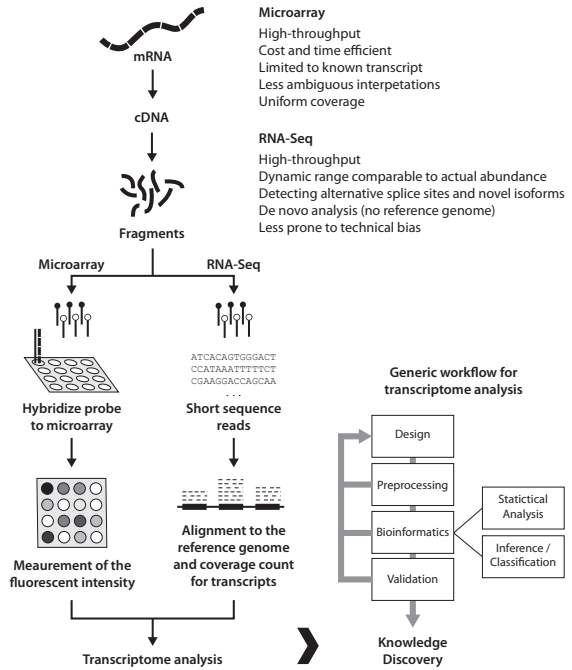 Microarray
High-throughput
Cost and time efficient
Limited to known transcript
Less ambiguous interpetations
Uniform coverage
RNA-Seq
High-throughput
Dynamic range comparable to actual abundance
Detecting alternative splice sites and novel isoforms
De novo analysis (no reference genome)
Less prone to technical bias
mRNA
cDNA
Fragments
Microarray
RNA-Seq
ATCACAGTGGGACT
CCATAAATTTTTCT
CGAAGGACCAGCAA
...
Hybridize probe
to microarray
Short sequence
reads
Meaurement of the
fluorescent intensity
Alignment to the
reference genome
and coverage count
for transcripts
Transcriptome analysis
Generic workflow for
transcriptome analysis
Design
Preprocessing
Bioinformatics
Validation
Statictical
Analysis
Inference /
Classification
Knowledge
Discovery